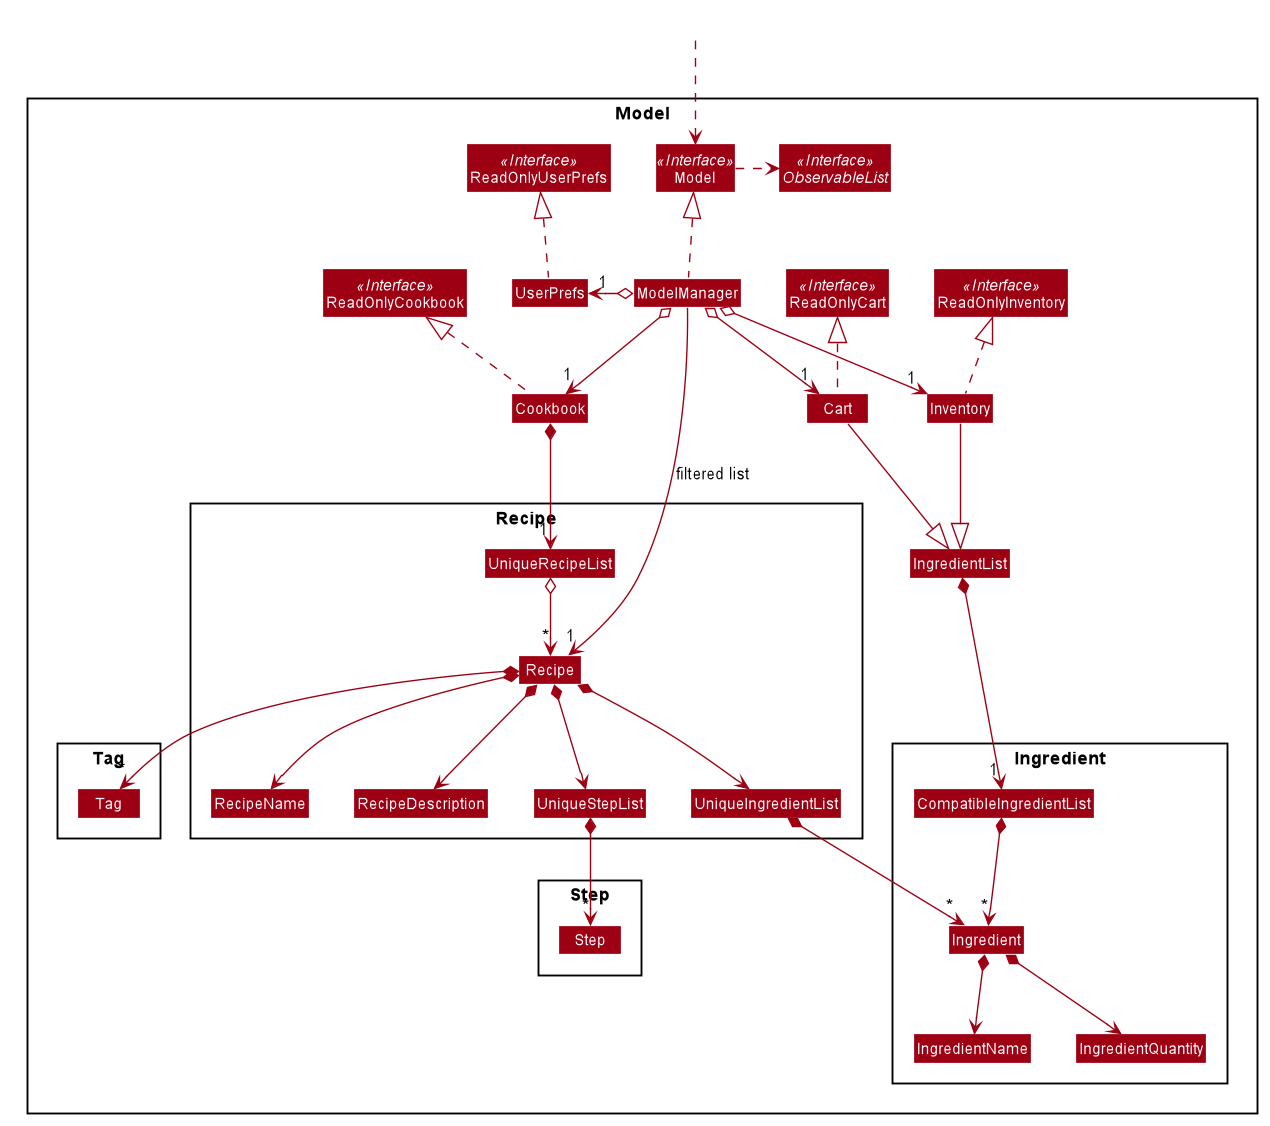 Model
«Interface»
ReadOnlyUserPrefs
«Interface»
Model
«Interface»
ObservableList
«Interface»
ReadOnlyCookbook
UserPrefs
1
ModelManager
«Interface»
ReadOnlyCart
«Interface»
ReadOnlyInventory
1
1
1
Cookbook
Cart
Inventory
filtered list
Recipe
1
UniqueRecipeList
IngredientList
*
1
Recipe
Tag
*
Tag
RecipeName
RecipeDescription
UniqueStepList
UniqueIngredientList
Ingredient
1
CompatibleIngredientList
Step
*
Step
*
*
Ingredient
IngredientName
IngredientQuantity